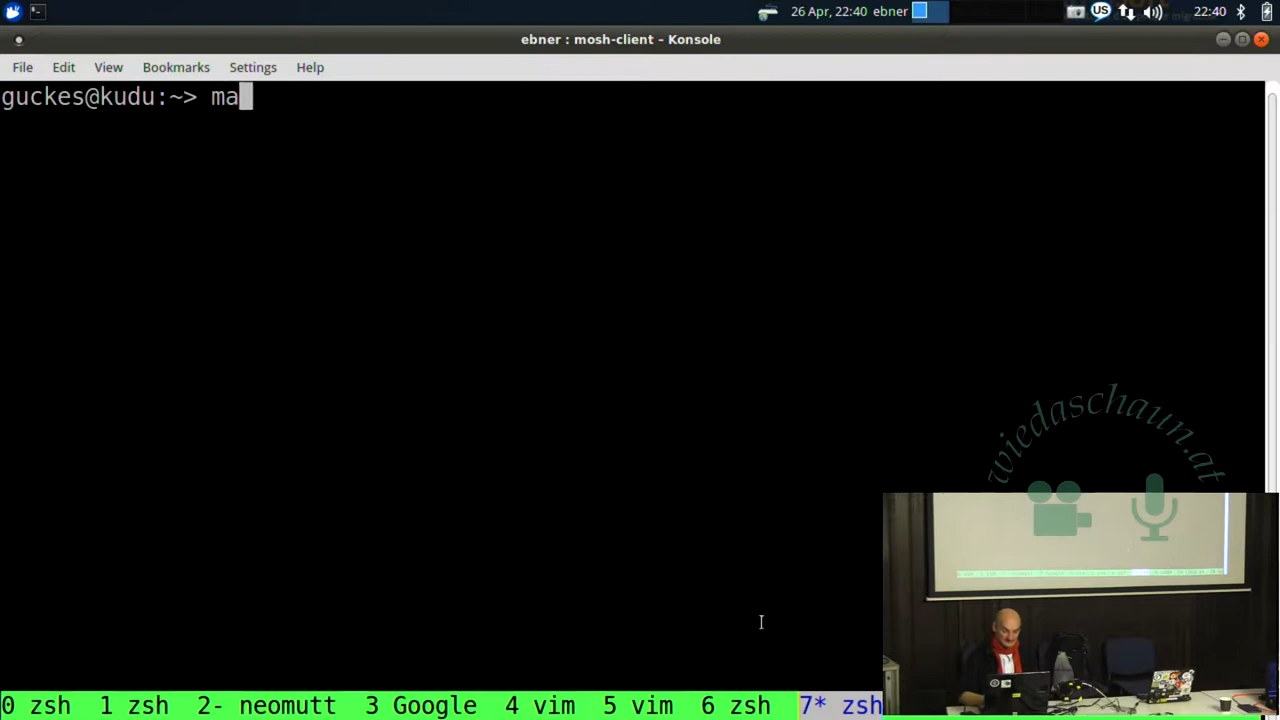 26 Apr, 22:40 ebner US 22:40
ebner : mosh-client – Konsole
File Edit View Bookmarks Settings Help
guckes@kudu:~> ma
wiedaschaun.at
0 zsh 1 zsh 2- neomutt 3 Google 4 vim 5 vim 6 zsh 7* zsh